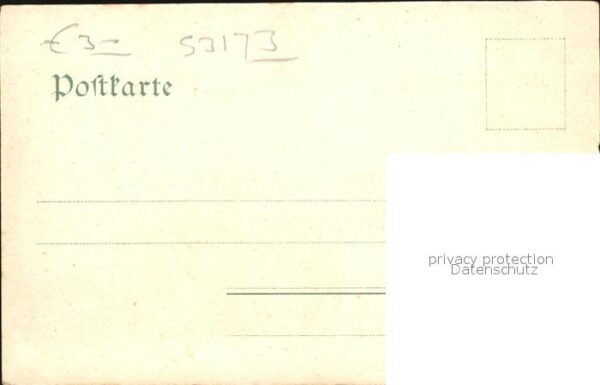 € 3- 53173
Poſtkarte
privacy protection
Datenschutz